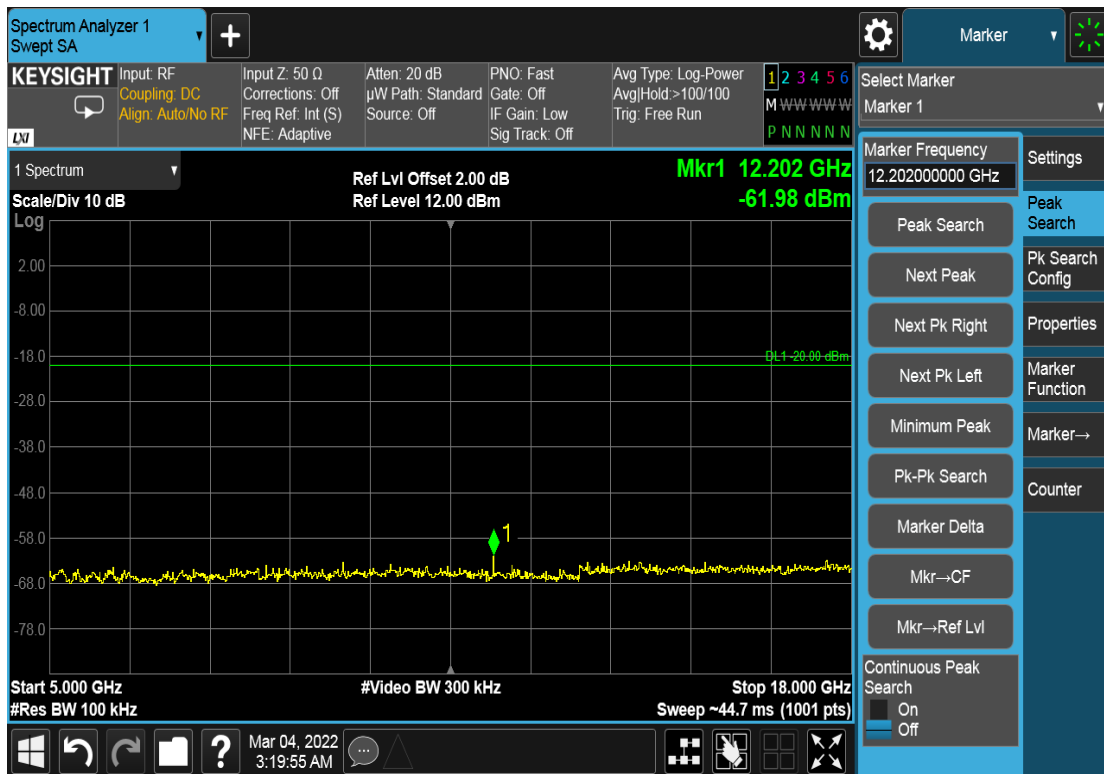 Spectrum Analyzer 1
Swept SA
+
Marker
KEYSIGHT
LXI
Input: RF
Coupling: DC
Align: Auto/No RF
Input Z: 50 Ω
Corrections: Off
Freq Ref: Int (S)
NFE: Adaptive
Atten: 20 dB
µW Path: Standard
Source: Off
PNO: Fast
Gate: Off
IF Gain: Low
Sig Track: Off
Avg Type: Log-Power
Avg|Hold:>100/100
Trig: Free Run
1 2 3 4 5 6
M W W W W W
P N N N N N
Select Marker
Marker 1
1 Spectrum
Scale/Div 10 dB
Ref Lvl Offset 2.00 dB
Ref Level 12.00 dBm
Mkr1 12.202 GHz
-61.98 dBm
Log
2.00
-8.00
-18.0
-28.0
-38.0
-48.0
-58.0
-68.0
-78.0
DL1 -20.00 dBm
1
Start 5.000 GHz
#Res BW 100 kHz
#Video BW 300 kHz
Stop 18.000 GHz
Sweep ~44.7 ms (1001 pts)
Marker Frequency
12.202000000 GHz
Peak Search
Next Peak
Next Pk Right
Next Pk Left
Minimum Peak
Pk-Pk Search
Marker Delta
Mkr→CF
Mkr→Ref Lvl
Continuous Peak
Search
On
Off
Settings
Peak
Search
Pk Search
Config
Properties
Marker
Function
Marker→
Counter
?
Mar 04, 2022
3:19:55 AM